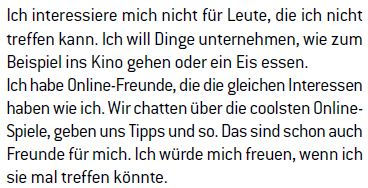 Ich interessiere mich nicht für Leute, die ich nicht
treffen kann. Ich will Dinge unternehmen, wie zum
Beispiel ins Kino gehen oder ein Eis essen.
Ich habe Online-Freunde, die die gleichen Interessen
haben wie ich. Wir chatten über die coolsten Online-
Spiele, geben uns Tipps und so. Das sind schon auch
Freunde für mich. Ich würde mich freuen, wenn ich
sie mal treffen könnte.